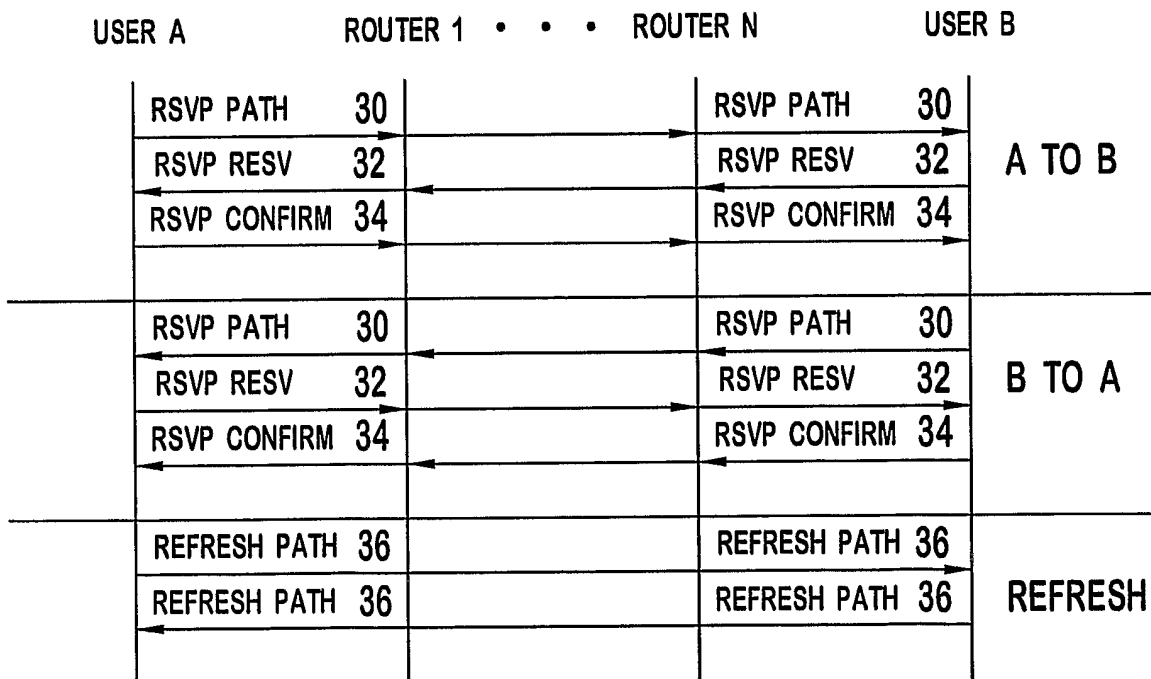 USER A ROUTER 1 • • • ROUTER N USER B
RSVP PATH 30 RSVP PATH 30
RSVP RESV 32 RSVP RESV 32 A TO B
RSVP CONFIRM 34 RSVP CONFIRM 34
RSVP PATH 30 RSVP PATH 30
RSVP RESV 32 RSVP RESV 32 B TO A
RSVP CONFIRM 34 RSVP CONFIRM 34
REFRESH PATH 36 REFRESH PATH 36
REFRESH PATH 36 REFRESH PATH 36 REFRESH